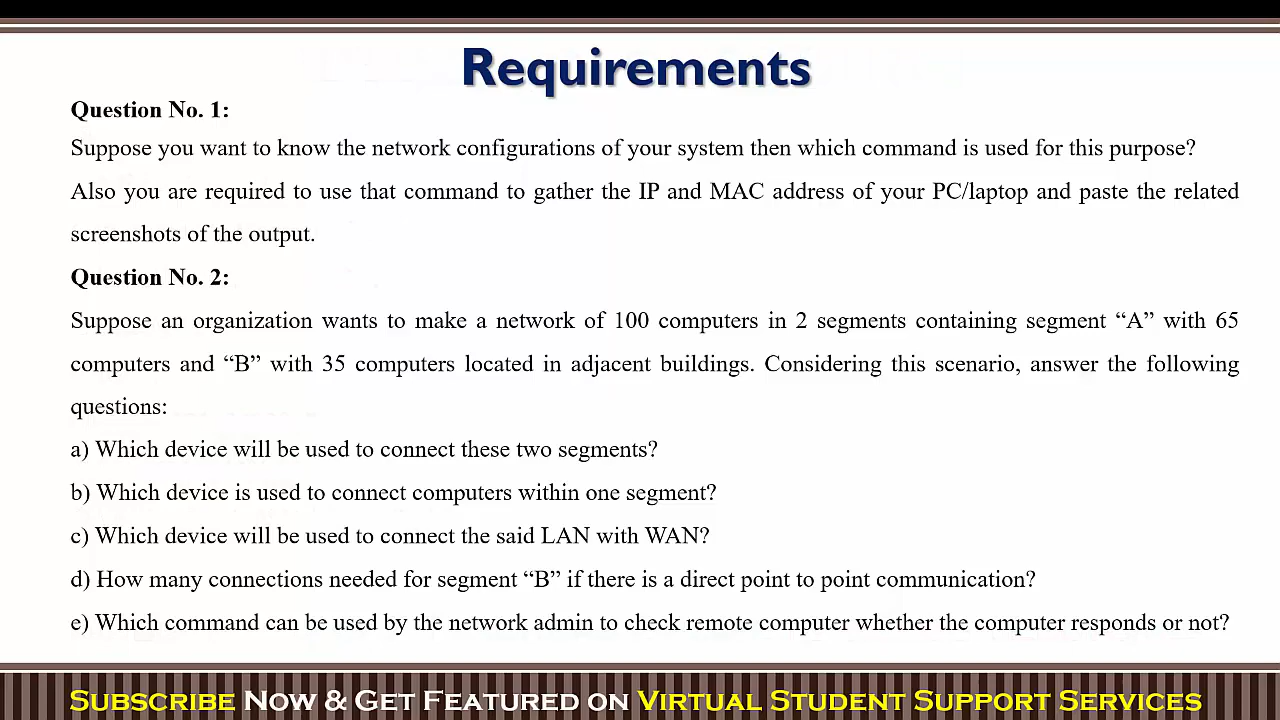 Requirements
Question No. 1:
Suppose you want to know the network configurations of your system then which command is used for this purpose?
Also you are required to use that command to gather the IP and MAC address of your PC/laptop and paste the related
screenshots of the output.
Question No. 2:
Suppose an organization wants to make a network of 100 computers in 2 segments containing segment “A” with 65
computers and “B” with 35 computers located in adjacent buildings. Considering this scenario, answer the following
questions:
a) Which device will be used to connect these two segments?
b) Which device is used to connect computers within one segment?
c) Which device will be used to connect the said LAN with WAN?
d) How many connections needed for segment “B” if there is a direct point to point communication?
e) Which command can be used by the network admin to check remote computer whether the computer responds or not?
Subscribe Now & Get Featured on Virtual Student Support Services